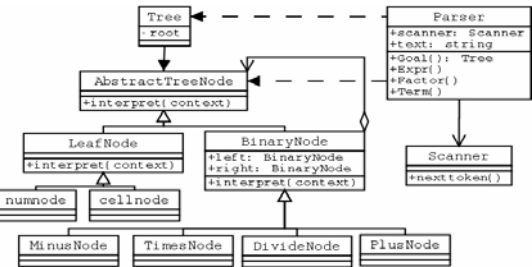 Tree
- root
Parser
+scanner: Scanner
+text: string
+Goal(): Tree
+Expr()
+Factor()
+Term()
AbstractTreeNode
+interpret(context)
LeafNode
+interpret(context)
BinaryNode
+left: BinaryNode
+right: BinaryNode
+interpret(context)
Scanner
+nexttoken()
numnode
cellnode
MinusNode
TimesNode
DivideNode
PlusNode